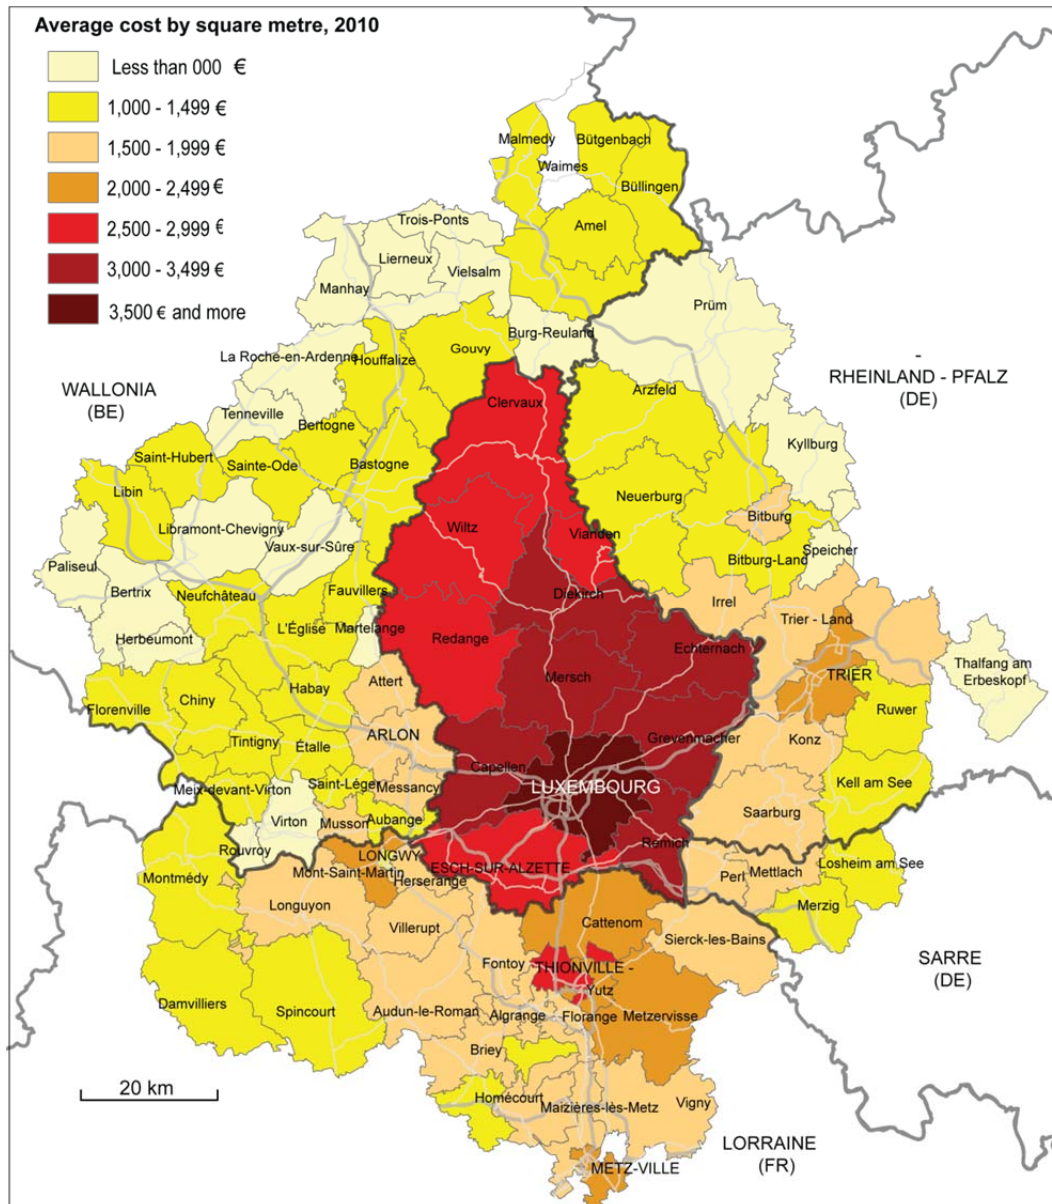 Average cost by square metre, 2010
Less than 000 €
1,000 - 1,499 €
1,500 - 1,999 €
2,000 - 2,499 €
2,500 - 2,999 €
3,000 - 3,499 €
3,500 € and more
Malmedy
Bütgenbach
Waimes
Büllingen
Amel
Trois-Ponts
Lierneux
Vielsalm
Manhay
Prüm
Burg-Reuland
Gouvy
La Roche-en-Ardenne
Houffalize
-
RHEINLAND - PFALZ
(DE)
WALLONIA
(BE)
Clervaux
Arzfeld
Tenneville
Bertogne
Kyllburg
Saint-Hubert
Sainte-Ode
Bastogne
Libin
Neuerburg
Bitburg
Libramont-Chevigny
Wiltz
Vianden
Vaux-sur-Sûre
Bitburg-Land
Speicher
Paliseul
Bertrix
Neufchâteau
Fauvillers
Diekirch
Irrel
Trier - Land
Herbeumont
L'Église
Martelange
Redange
Echternach
Thalfang am
Erbeskopf
Mersch
TRIER
Attert
Habay
Chiny
Florenville
Ruwer
ARLON
Grevenmacher
Konz
Tintigny
Étalle
Capellen
Kell am See
Saint-Léger
Messancy
LUXEMBOURG
Meix-devant-Virton
Saarburg
Virton
Musson
Aubange
Rouvroy
Remich
LONGWY
ESCH-SUR-ALZETTE
Losheim am See
Mont-Saint-Martin
Herserange
Perl
Mettlach
Montmédy
Longuyon
Merzig
Villerupt
Cattenom
Sierck-les-Bains
SARRE
(DE)
Fontoy
THIONVILLE -
Yutz
Damvilliers
Spincourt
Audun-le-Roman
Algrange
Florange
Metzervisse
Briey
20 km
Homécourt
Maizières-lès-Metz
Vigny
LORRAINE
(FR)
METZ-VILLE